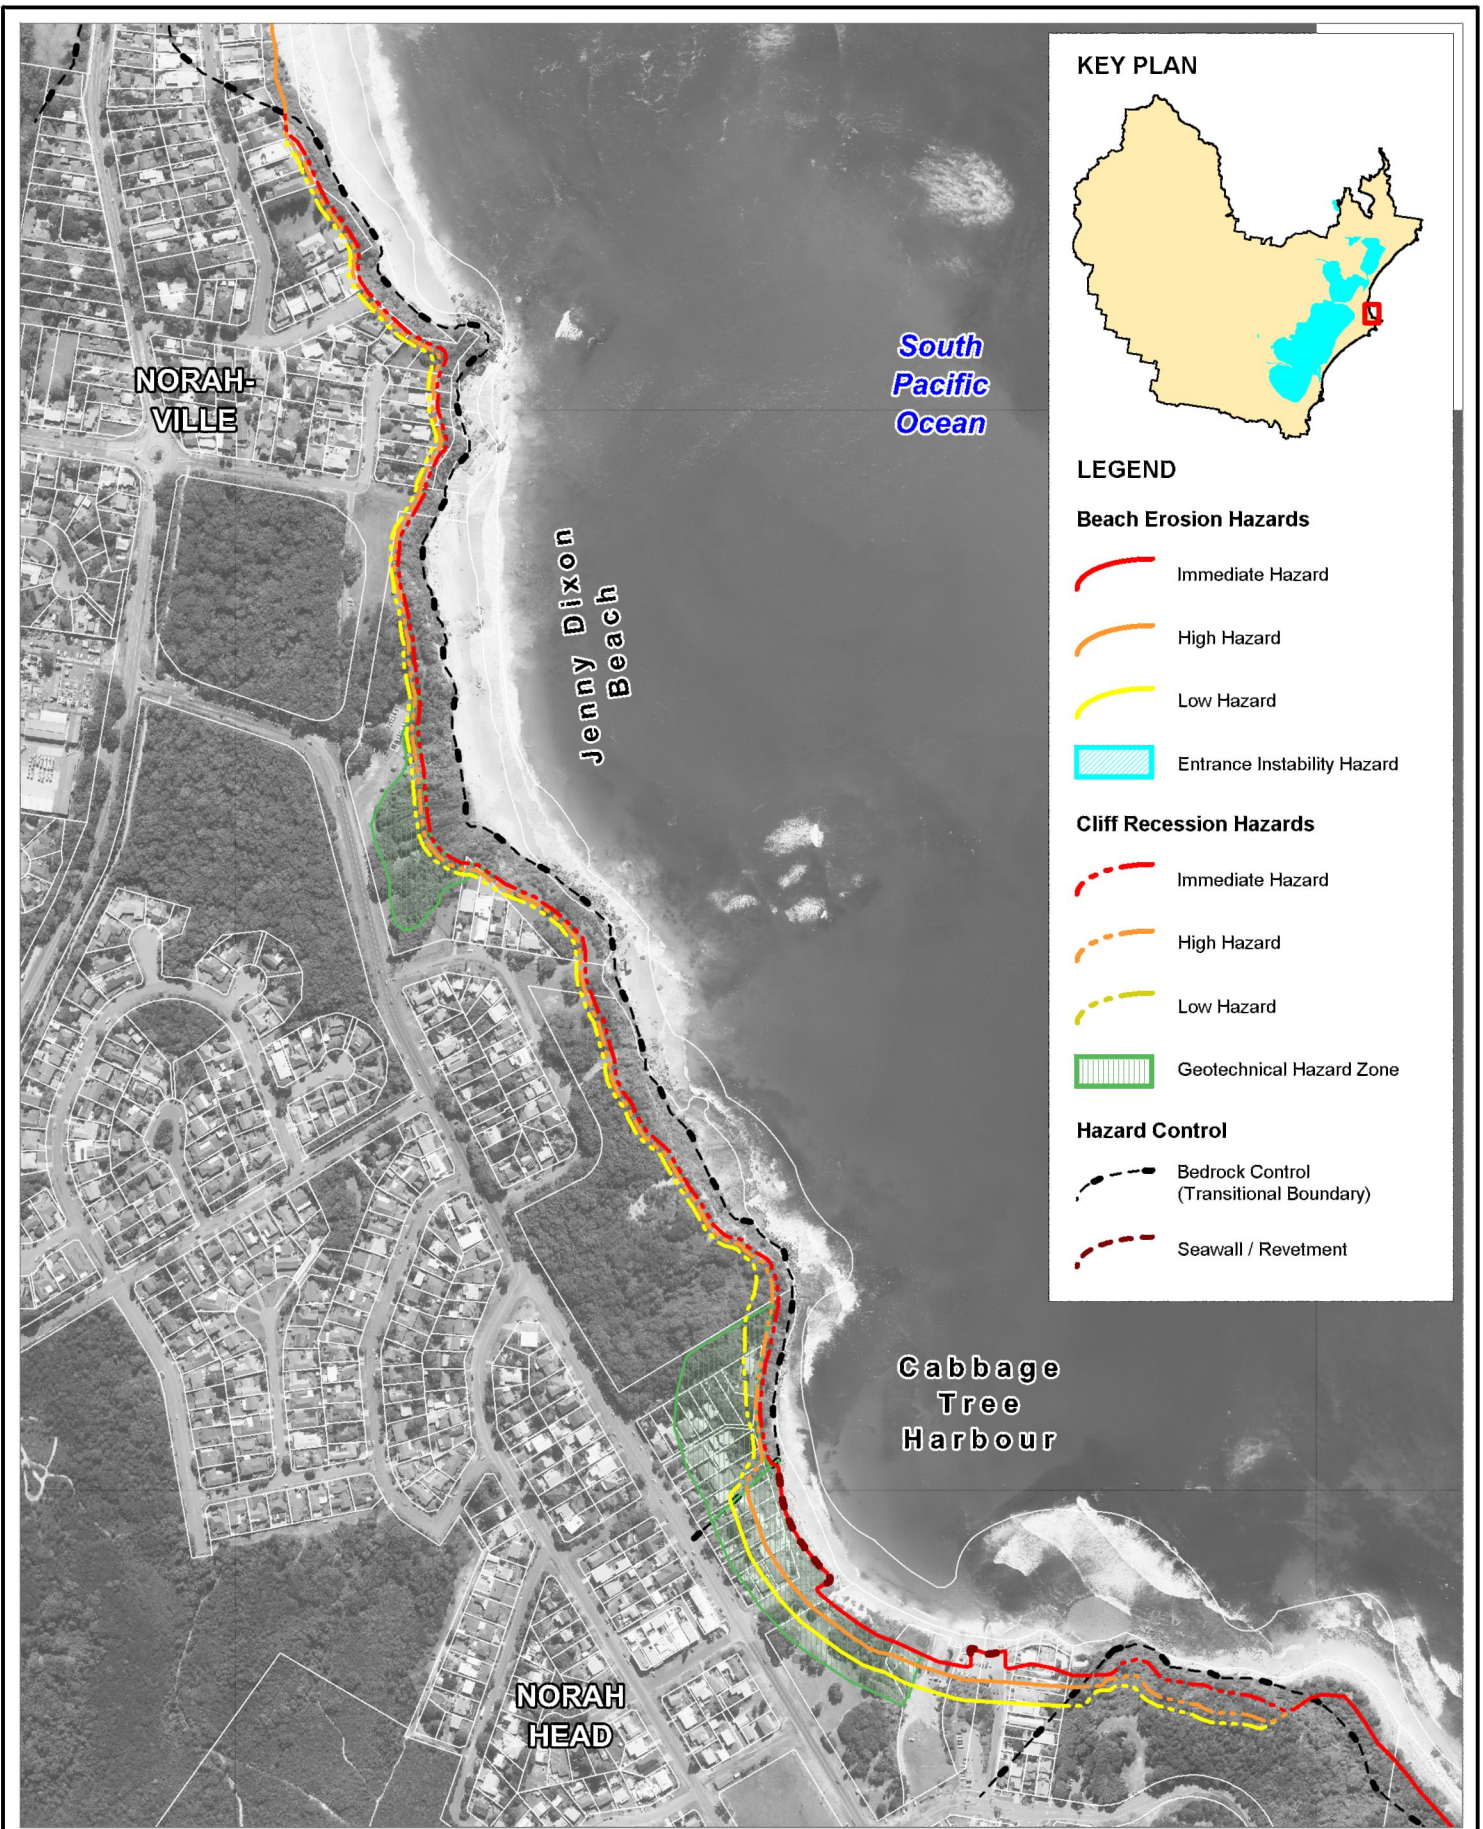 KEY PLAN
South
Pacific
Ocean
NORAH-
VILLE
LEGEND
Beach Erosion Hazards
Immediate Hazard
High Hazard
Low Hazard
Entrance Instability Hazard
Cliff Recession Hazards
Immediate Hazard
High Hazard
Low Hazard
Geotechnical Hazard Zone
Hazard Control
Bedrock Control
(Transitional Boundary)
Seawall / Revetment
Jenny Dixon
Beach
Cabbage
Tree
Harbour
NORAH
HEAD